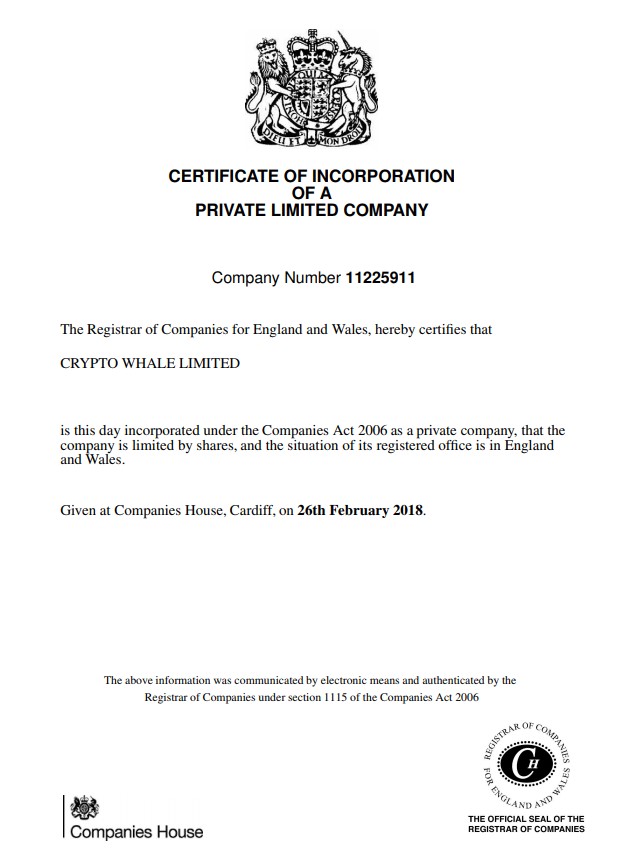 DIEU ET MON DROIT
CERTIFICATE OF INCORPORATION
OF A
PRIVATE LIMITED COMPANY
Company Number 11225911
The Registrar of Companies for England and Wales, hereby certifies that
CRYPTO WHALE LIMITED
is this day incorporated under the Companies Act 2006 as a private company, that the
company is limited by shares, and the situation of its registered office is in England
and Wales.
Given at Companies House, Cardiff, on 26th February 2018.
The above information was communicated by electronic means and authenticated by the
Registrar of Companies under section 1115 of the Companies Act 2006
REGISTRAR OF COMPANIES
FOR ENGLAND AND WALES
CH
THE OFFICIAL SEAL OF THE
REGISTRAR OF COMPANIES
Companies House